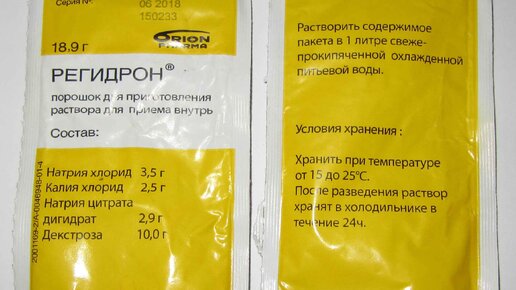 Серия №:
06 2018
150233
ORION
PHARMA
18.9 г
РЕГИДРОН®
порошок для приготовления
раствора для приема внутрь
Состав:
Натрия хлорид 3,5 г
Калия хлорид 2,5 г
Натрия цитрата
дигидрат 2,9 г
Декстроза 10,0 г
Растворить содержимое
пакета в 1 литре свеже-
прокипяченной охлажденной
питьевой воды.
Условия хранения :
Хранить при температуре
от 15 до 25°С.
После разведения раствор
хранят в холодильнике в
течение 24ч.